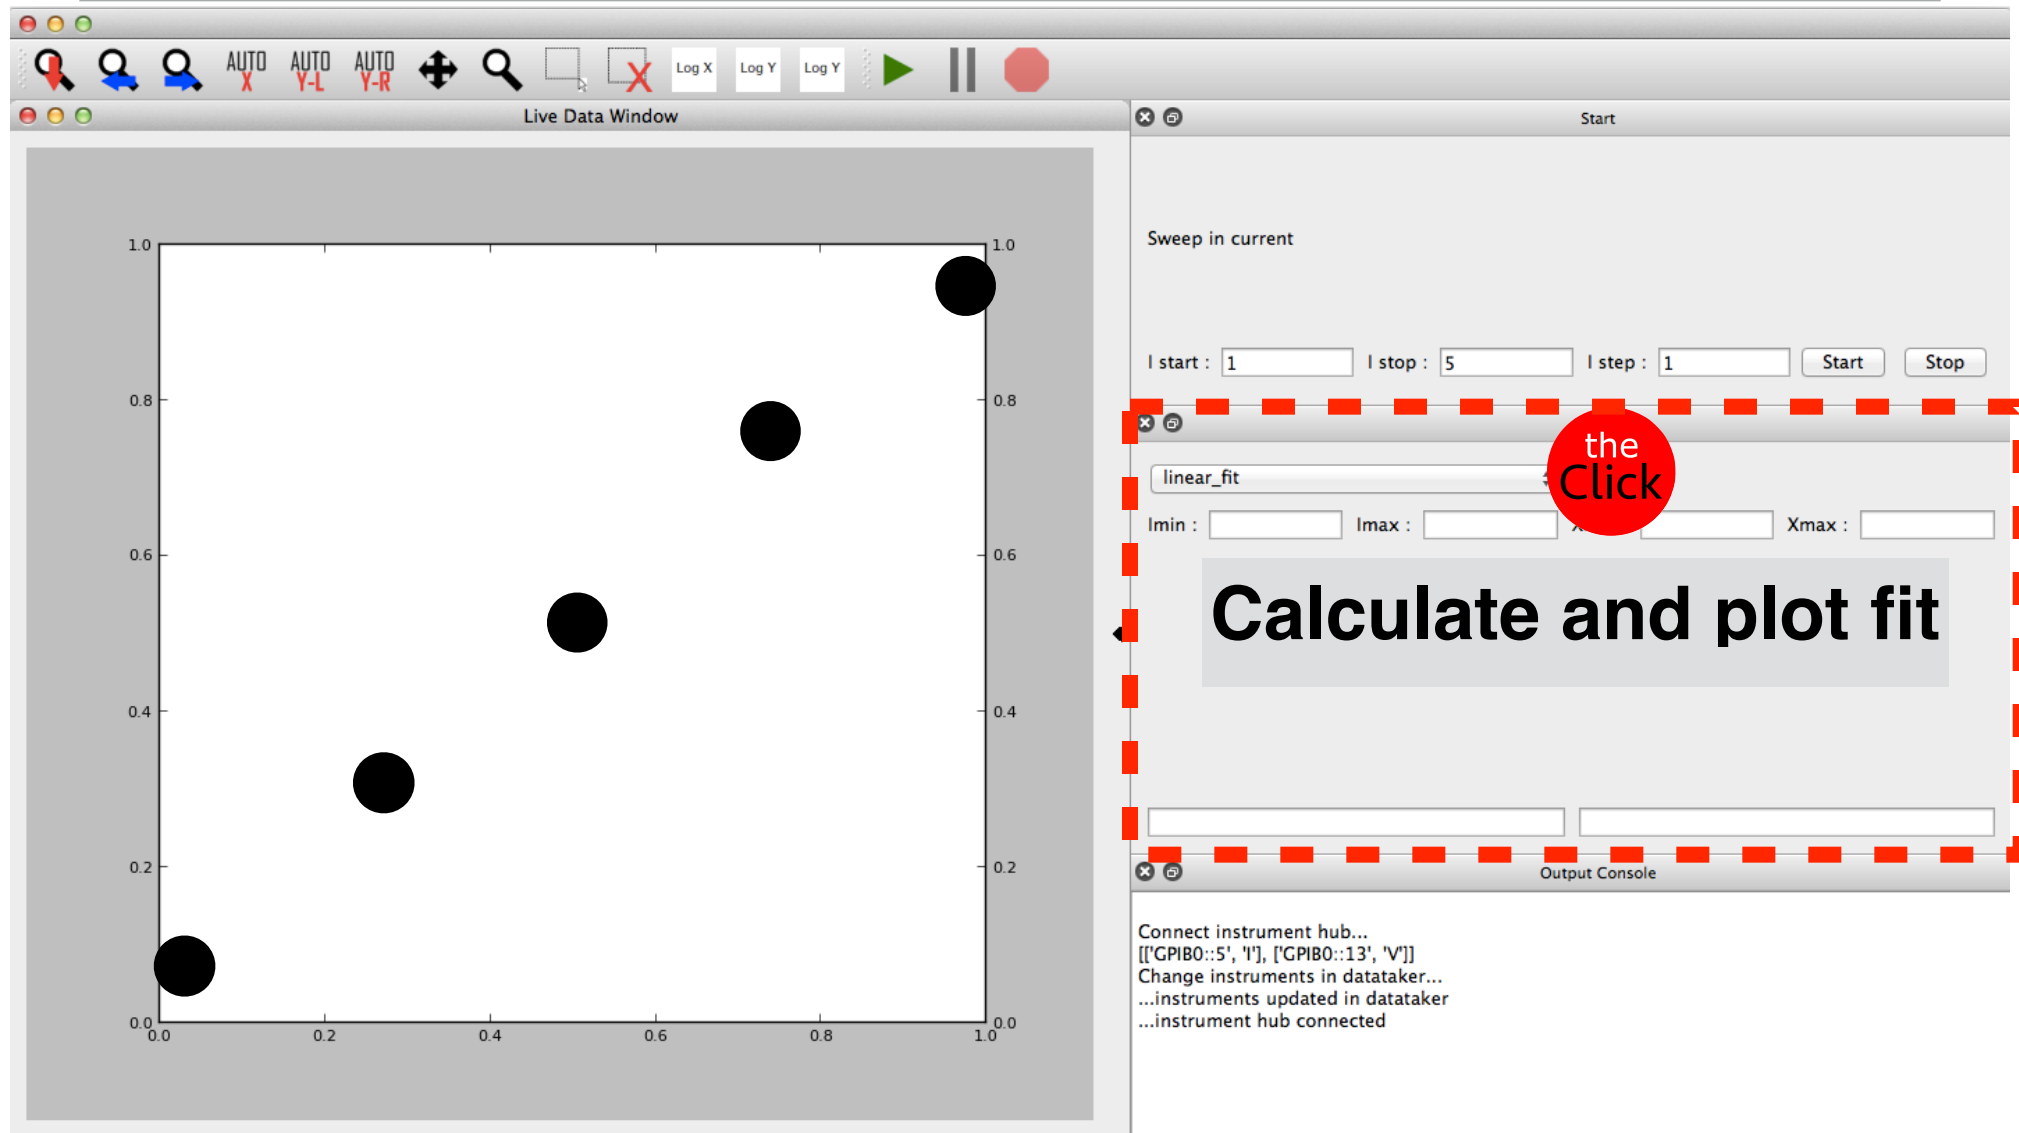 AUTO X
AUTO Y-L
AUTO Y-R
Log X
Log Y
Log Y
Live Data Window
Start
1.0
1.0
0.8
0.8
0.6
0.6
0.4
0.4
0.2
0.2
0.0
0.0
0.0
0.2
0.4
0.6
0.8
1.0
Sweep in current
I start : 1 I stop : 5 I step : 1 Start Stop
the
Click
linear_fit
Imin : Imax : Xmax :
Calculate and plot fit
Output Console
Connect instrument hub...
[['GPIB0::5', 'I'], ['GPIB0::13', 'V']]
Change instruments in datataker...
...instruments updated in datataker
...instrument hub connected